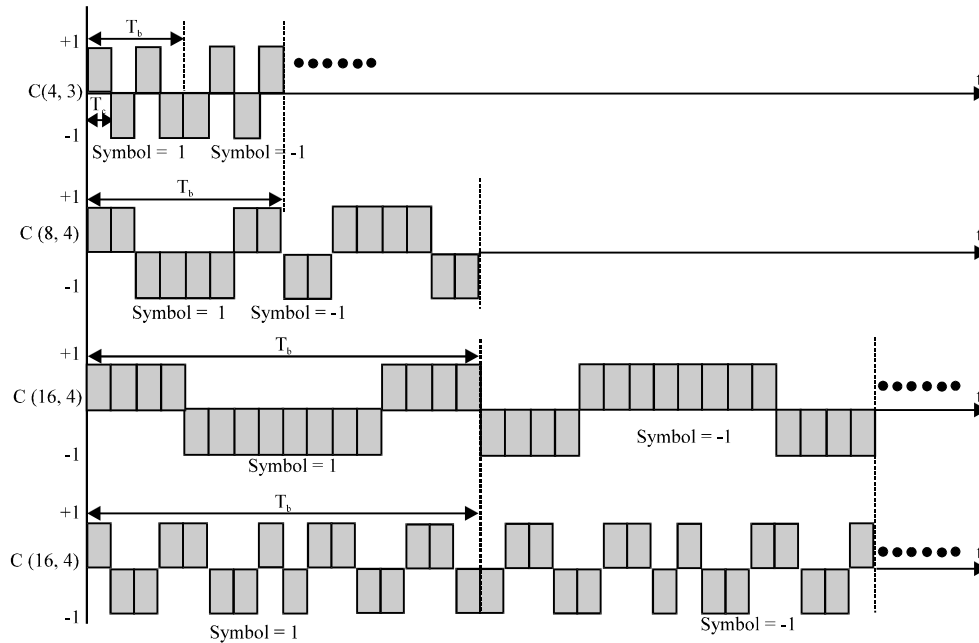 +1
T_b
C(4, 3)
T_c
-1
t
Symbol = 1
Symbol = -1
+1
T_b
C (8, 4)
-1
t
Symbol = 1
Symbol = -1
+1
T_b
C (16, 4)
-1
t
Symbol = 1
Symbol = -1
+1
T_b
C (16, 4)
-1
t
Symbol = 1
Symbol = -1